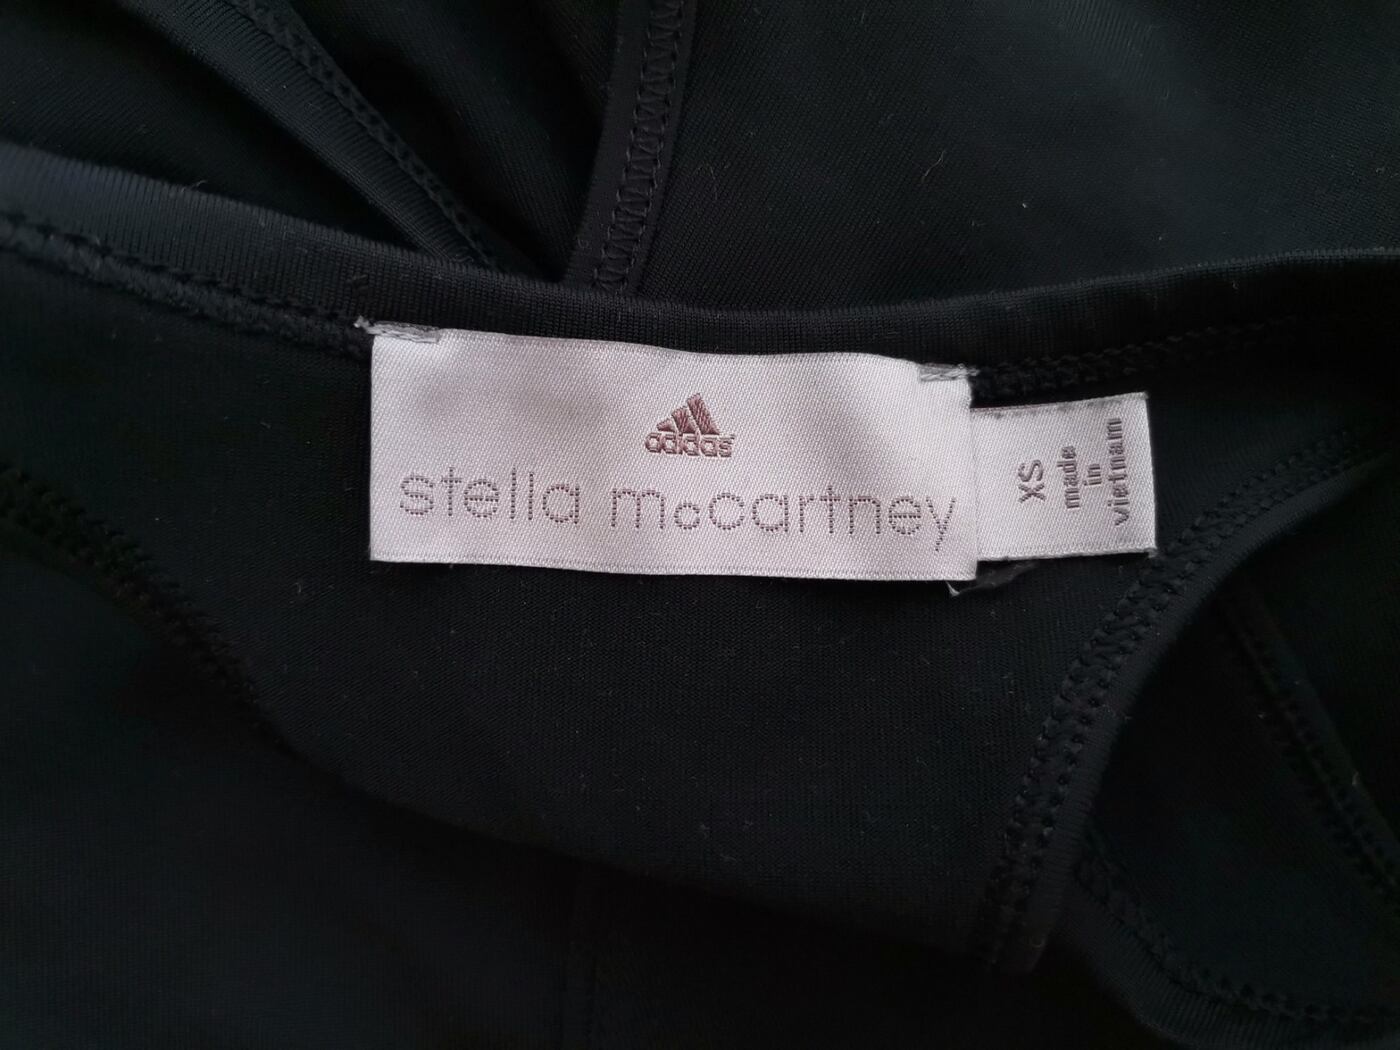 adidas
stella mccartney
XS
made
in
vietnam